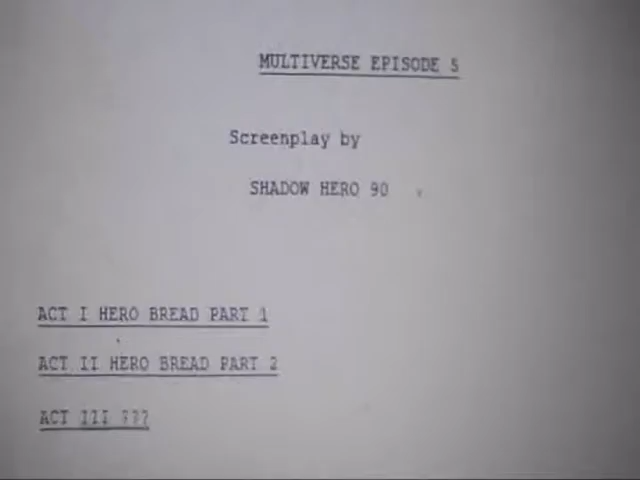 MULTIVERSE EPISODE 5
Screenplay by
SHADOW HERO 90
ACT I HERO BREAD PART 1
ACT II HERO BREAD PART 2
ACT III ???